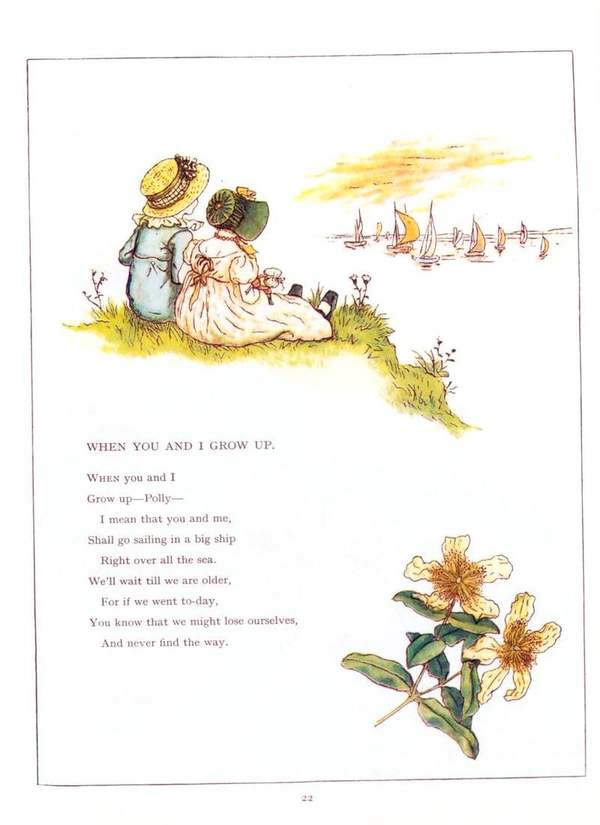 WHEN YOU AND I GROW UP.
WHEN you and I
Grow up—Polly—
I mean that you and me,
Shall go sailing in a big ship
Right over all the sea.
We'll wait till we are older,
For if we went to-day,
You know that we might lose ourselves,
And never find the way.
22